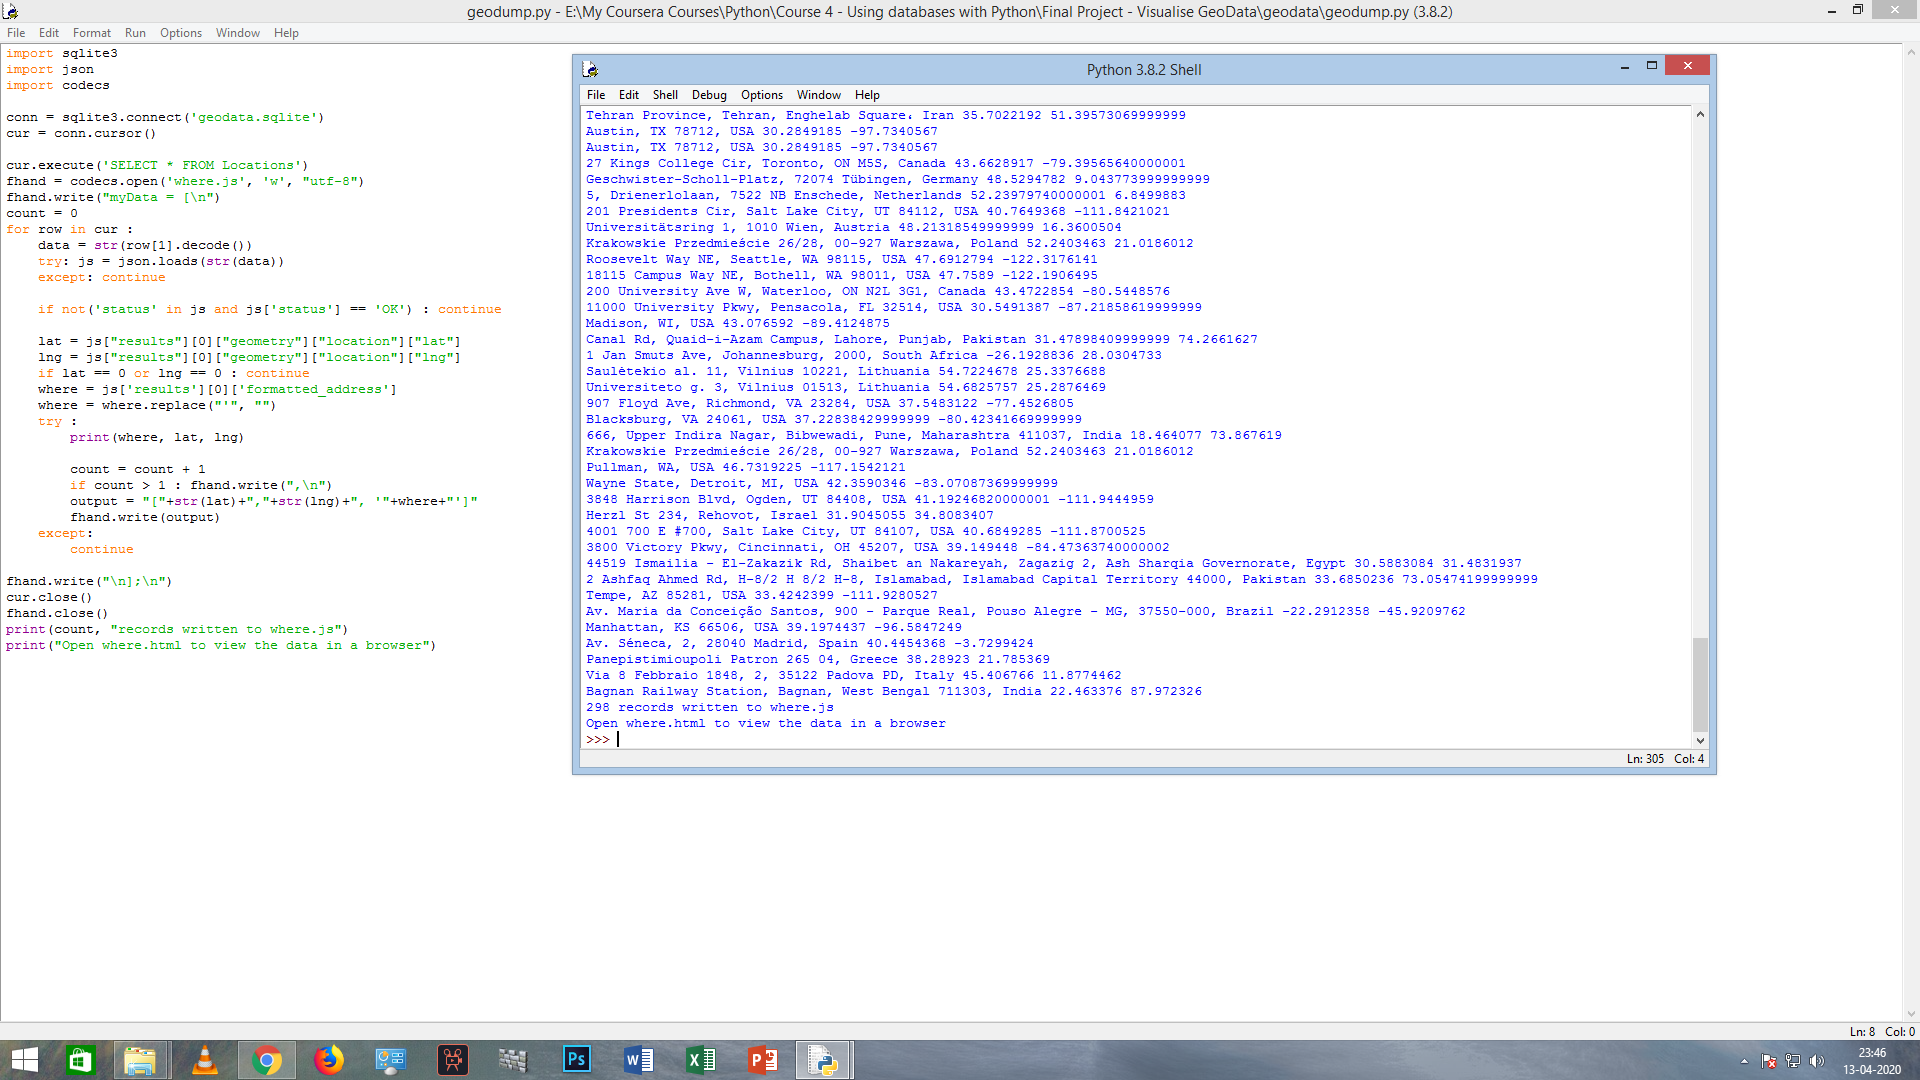 geodump.py - E:\My Coursera Courses\Python\Course 4 - Using databases with Python\Final Project - Visualise GeoData\geodata\geodump.py (3.8.2)
File Edit Format Run Options Window Help
import sqlite3
import json
import codecs
conn = sqlite3.connect('geodata.sqlite')
cur = conn.cursor()
cur.execute('SELECT * FROM Locations')
fhand = codecs.open('where.js', 'w', "utf-8")
fhand.write("myData = [\n")
count = 0
for row in cur :
    data = str(row[1].decode())
    try: js = json.loads(str(data))
    except: continue
    if not('status' in js and js['status'] == 'OK') : continue
    lat = js["results"][0]["geometry"]["location"]["lat"]
    lng = js["results"][0]["geometry"]["location"]["lng"]
    if lat == 0 or lng == 0 : continue
    where = js['results'][0]['formatted_address']
    where = where.replace("'", "")
    try :
        print(where, lat, lng)
        count = count + 1
        if count > 1 : fhand.write(",\n")
        output = "["+str(lat)+","+str(lng)+", '"+where+"']"
        fhand.write(output)
    except:
        continue
fhand.write("\n];\n")
cur.close()
fhand.close()
print(count, "records written to where.js")
print("Open where.html to view the data in a browser")
Python 3.8.2 Shell
File Edit Shell Debug Options Window Help
Tehran Province, Tehran, Enghelab Square، Iran 35.7022192 51.39573069999999
Austin, TX 78712, USA 30.2849185 -97.7340567
Austin, TX 78712, USA 30.2849185 -97.7340567
27 Kings College Cir, Toronto, ON M5S, Canada 43.6628917 -79.39565640000001
Geschwister-Scholl-Platz, 72074 Tübingen, Germany 48.5294782 9.043773999999999
5, Drienerlolaan, 7522 NB Enschede, Netherlands 52.23979740000001 6.8499883
201 Presidents Cir, Salt Lake City, UT 84112, USA 40.7649368 -111.8421021
Universitätsring 1, 1010 Wien, Austria 48.21318549999999 16.3600504
Krakowskie Przedmieście 26/28, 00-927 Warszawa, Poland 52.2403463 21.0186012
Roosevelt Way NE, Seattle, WA 98115, USA 47.6912794 -122.3176141
18115 Campus Way NE, Bothell, WA 98011, USA 47.7589 -122.1906495
200 University Ave W, Waterloo, ON N2L 3G1, Canada 43.4722854 -80.5448576
11000 University Pkwy, Pensacola, FL 32514, USA 30.5491387 -87.21858619999999
Madison, WI, USA 43.076592 -89.4124875
Canal Rd, Quaid-i-Azam Campus, Lahore, Punjab, Pakistan 31.47898409999999 74.2661627
1 Jan Smuts Ave, Johannesburg, 2000, South Africa -26.1928836 28.0304733
Saulėtekio al. 11, Vilnius 10221, Lithuania 54.7224678 25.3376688
Universiteto g. 3, Vilnius 01513, Lithuania 54.6825757 25.2876469
907 Floyd Ave, Richmond, VA 23284, USA 37.5483122 -77.4526805
Blacksburg, VA 24061, USA 37.22838429999999 -80.42341669999999
666, Upper Indira Nagar, Bibwewadi, Pune, Maharashtra 411037, India 18.464077 73.867619
Krakowskie Przedmieście 26/28, 00-927 Warszawa, Poland 52.2403463 21.0186012
Pullman, WA, USA 46.7319225 -117.1542121
Wayne State, Detroit, MI, USA 42.3590346 -83.07087369999999
3848 Harrison Blvd, Ogden, UT 84408, USA 41.19246820000001 -111.9444959
Herzl St 234, Rehovot, Israel 31.9045055 34.8083407
4001 700 E #700, Salt Lake City, UT 84107, USA 40.6849285 -111.8700525
3800 Victory Pkwy, Cincinnati, OH 45207, USA 39.149448 -84.47363740000002
44519 Ismailia - El-Zakazik Rd, Shaibet an Nakareyah, Zagazig 2, Ash Sharqia Governorate, Egypt 30.5883084 31.4831937
2 Ashfaq Ahmed Rd, H-8/2 H 8/2 H-8, Islamabad, Islamabad Capital Territory 44000, Pakistan 33.6850236 73.05474199999999
Tempe, AZ 85281, USA 33.4242399 -111.9280527
Av. Maria da Conceição Santos, 900 - Parque Real, Pouso Alegre - MG, 37550-000, Brazil -22.2912358 -45.9209762
Manhattan, KS 66506, USA 39.1974437 -96.5847249
Av. Séneca, 2, 28040 Madrid, Spain 40.4454368 -3.7299424
Panepistimioupoli Patron 265 04, Greece 38.28923 21.785369
Via 8 Febbraio 1848, 2, 35122 Padova PD, Italy 45.406766 11.8774462
Bagnan Railway Station, Bagnan, West Bengal 711303, India 22.463376 87.972326
298 records written to where.js
Open where.html to view the data in a browser
>>>
Ln: 305 Col: 4
Ln: 8 Col: 0
Ps
23:46
13-04-2020